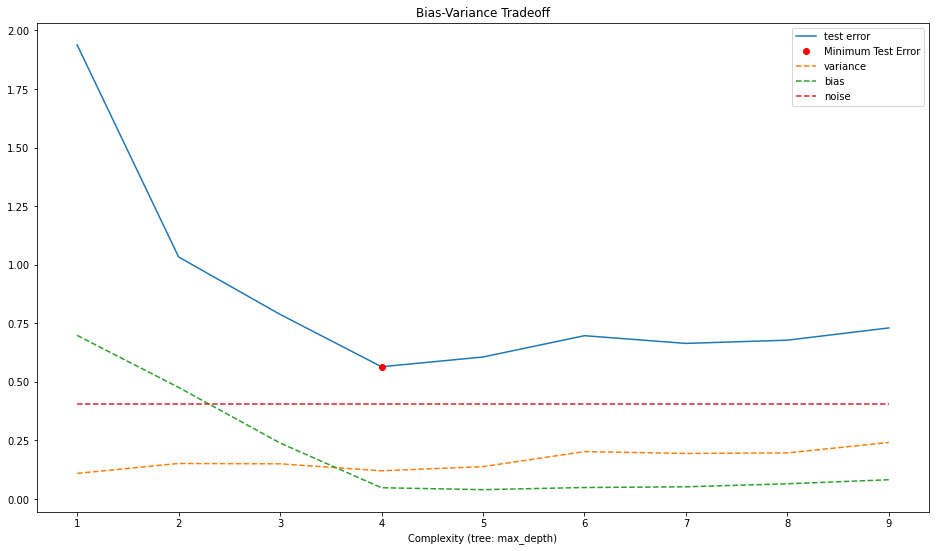 Bias-Variance Tradeoff
2.00
1.75
1.50
1.25
1.00
0.75
0.50
0.25
0.00
test error
Minimum Test Error
variance
bias
noise
1 2 3 4 5 6 7 8 9
Complexity (tree: max_depth)